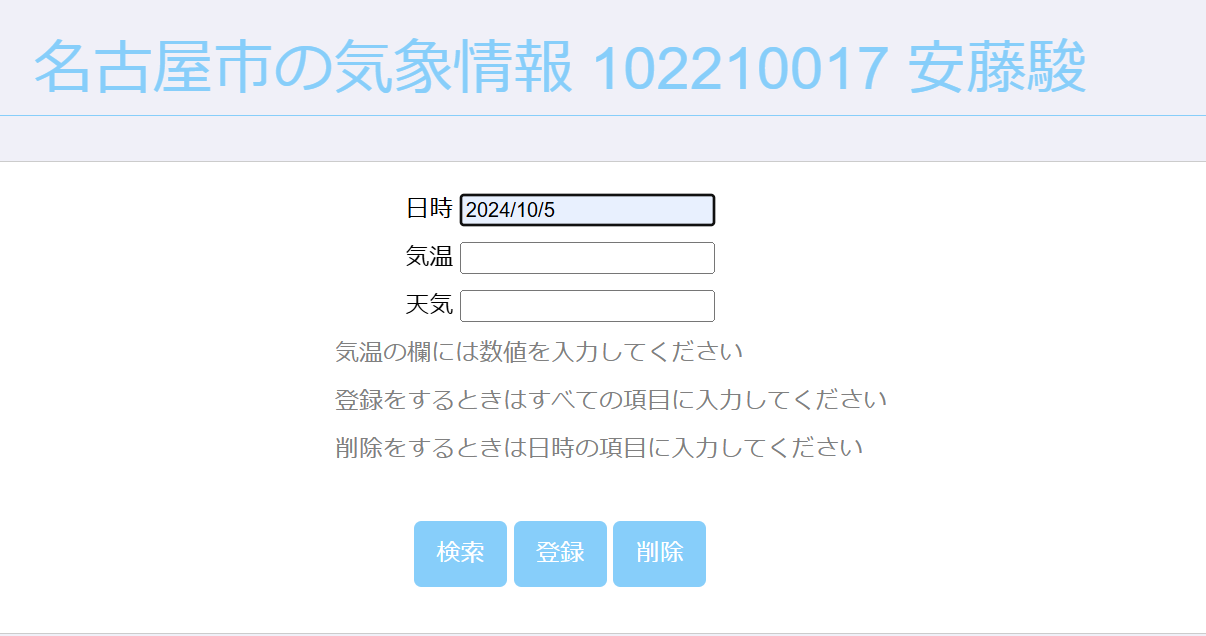 名古屋市の気象情報 102210017 安藤駿
日時 2024/10/5
気温
天気
気温の欄には数値を入力してください
登録をするときはすべての項目に入力してください
削除をするときは日時の項目に入力してください
検索 登録 削除